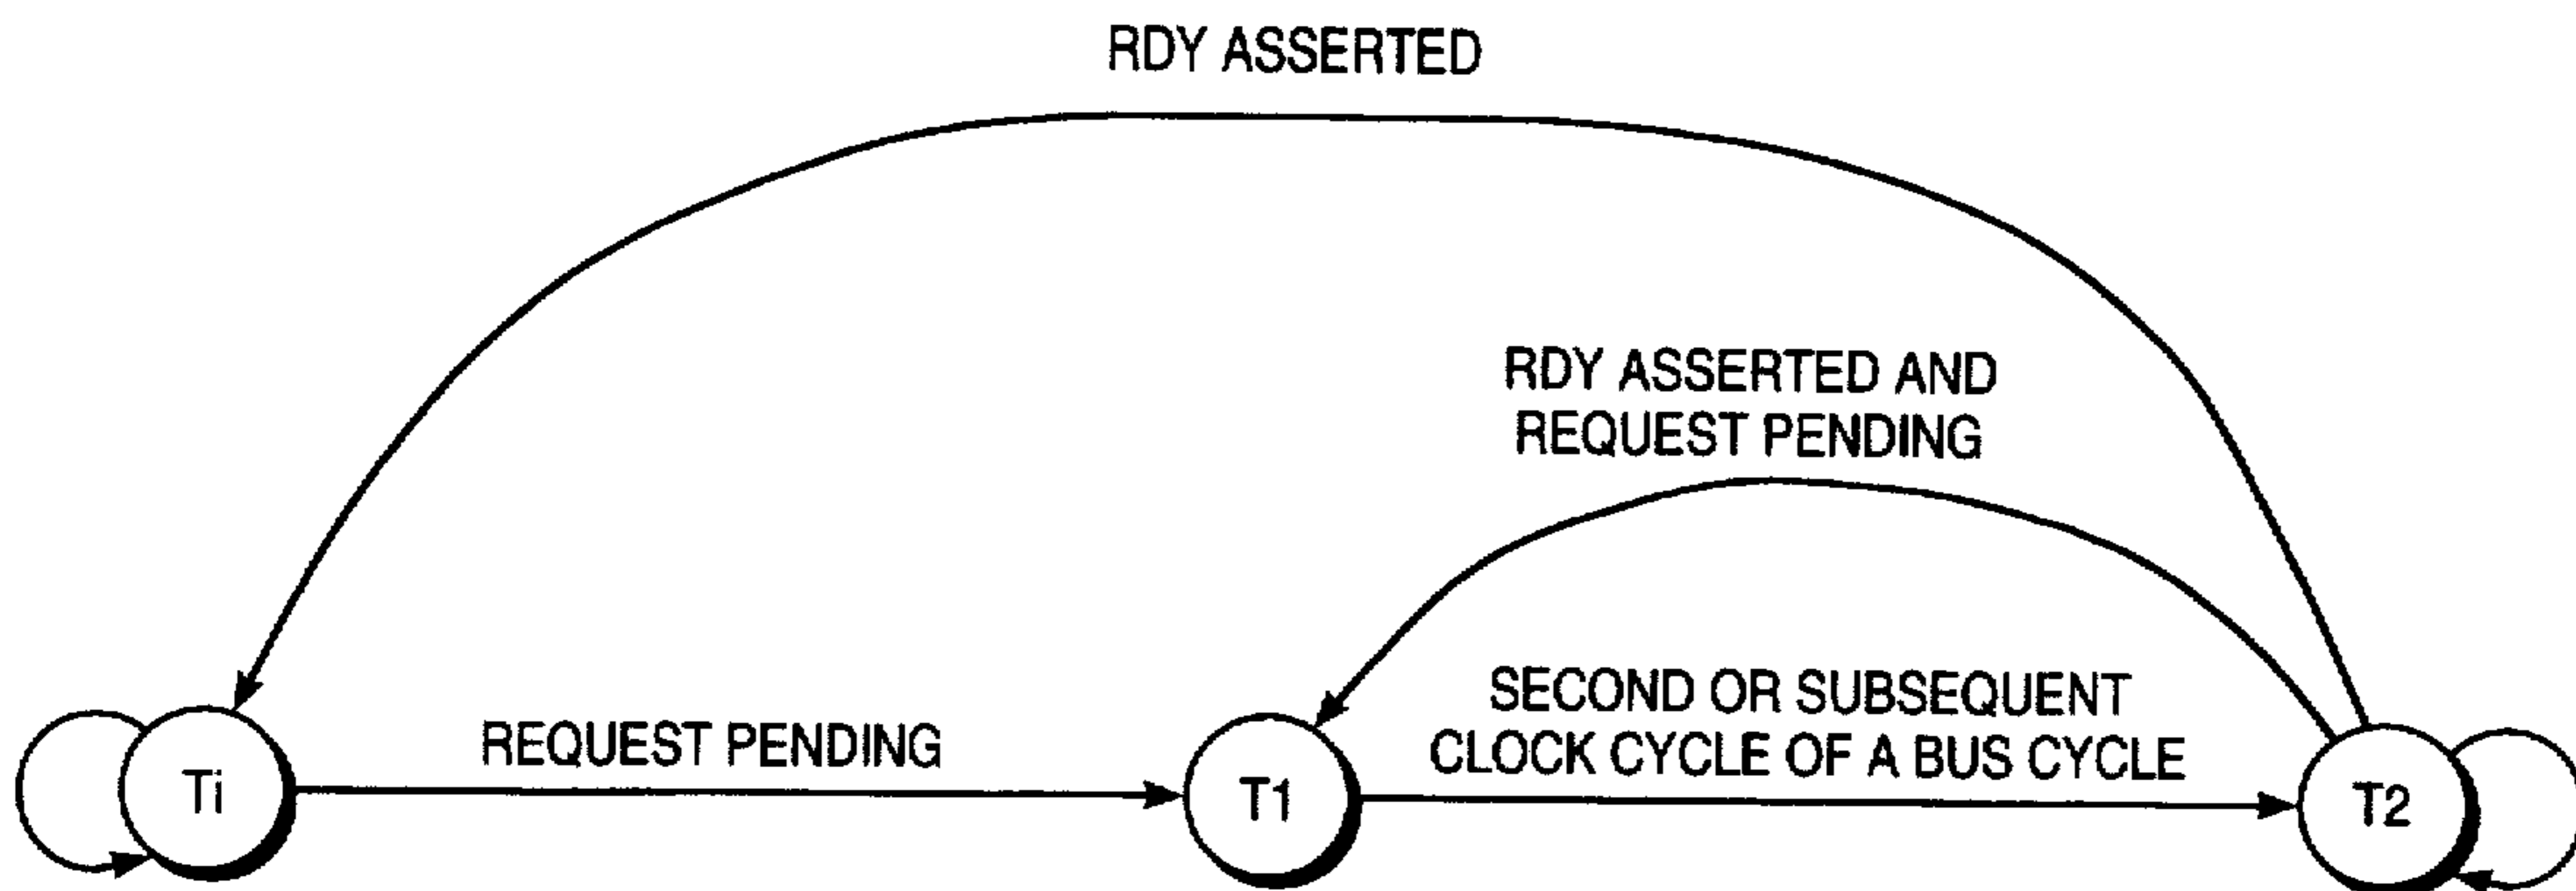 RDY ASSERTED
RDY ASSERTED AND
REQUEST PENDING
SECOND OR SUBSEQUENT
CLOCK CYCLE OF A BUS CYCLE
REQUEST PENDING
Ti
T1
T2